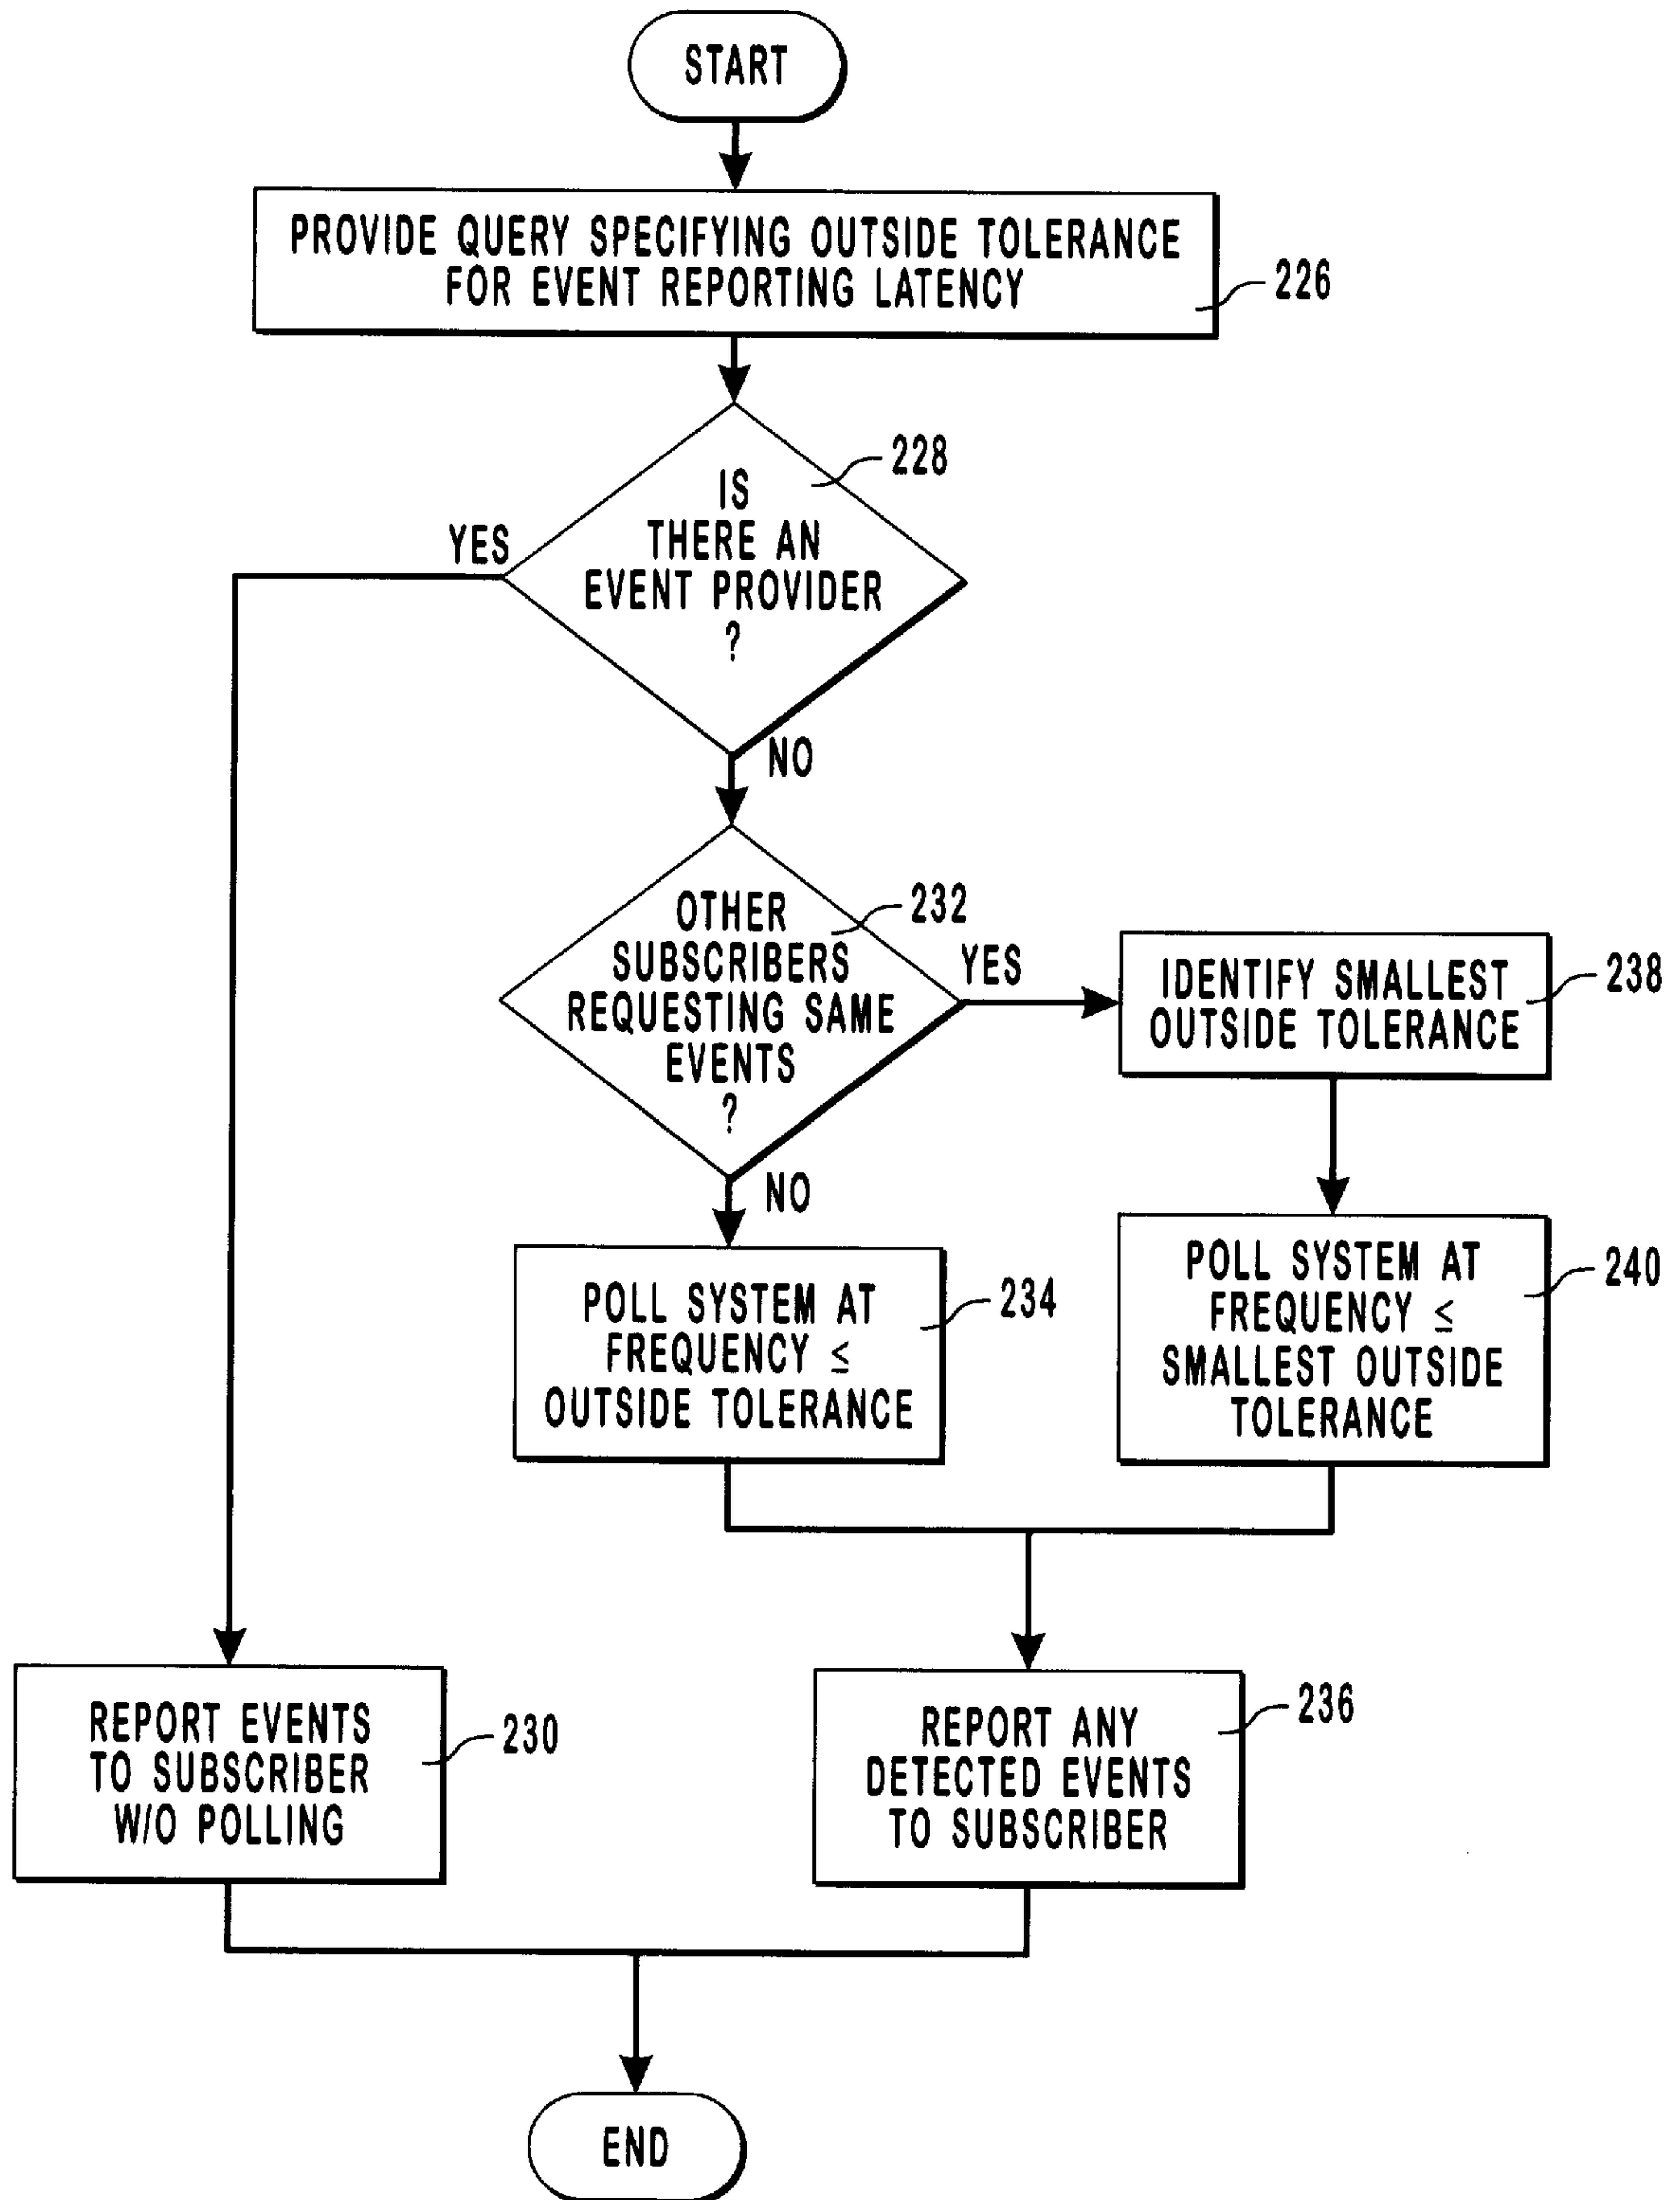 START
PROVIDE QUERY SPECIFYING OUTSIDE TOLERANCE
FOR EVENT REPORTING LATENCY
226
228
IS
THERE AN
EVENT PROVIDER
?
YES
NO
232
OTHER
SUBSCRIBERS
REQUESTING SAME
EVENTS
?
YES
NO
IDENTIFY SMALLEST
OUTSIDE TOLERANCE
238
POLL SYSTEM AT
FREQUENCY ≤
OUTSIDE TOLERANCE
234
POLL SYSTEM AT
FREQUENCY ≤
SMALLEST OUTSIDE
TOLERANCE
240
REPORT EVENTS
TO SUBSCRIBER
W/O POLLING
230
REPORT ANY
DETECTED EVENTS
TO SUBSCRIBER
236
END